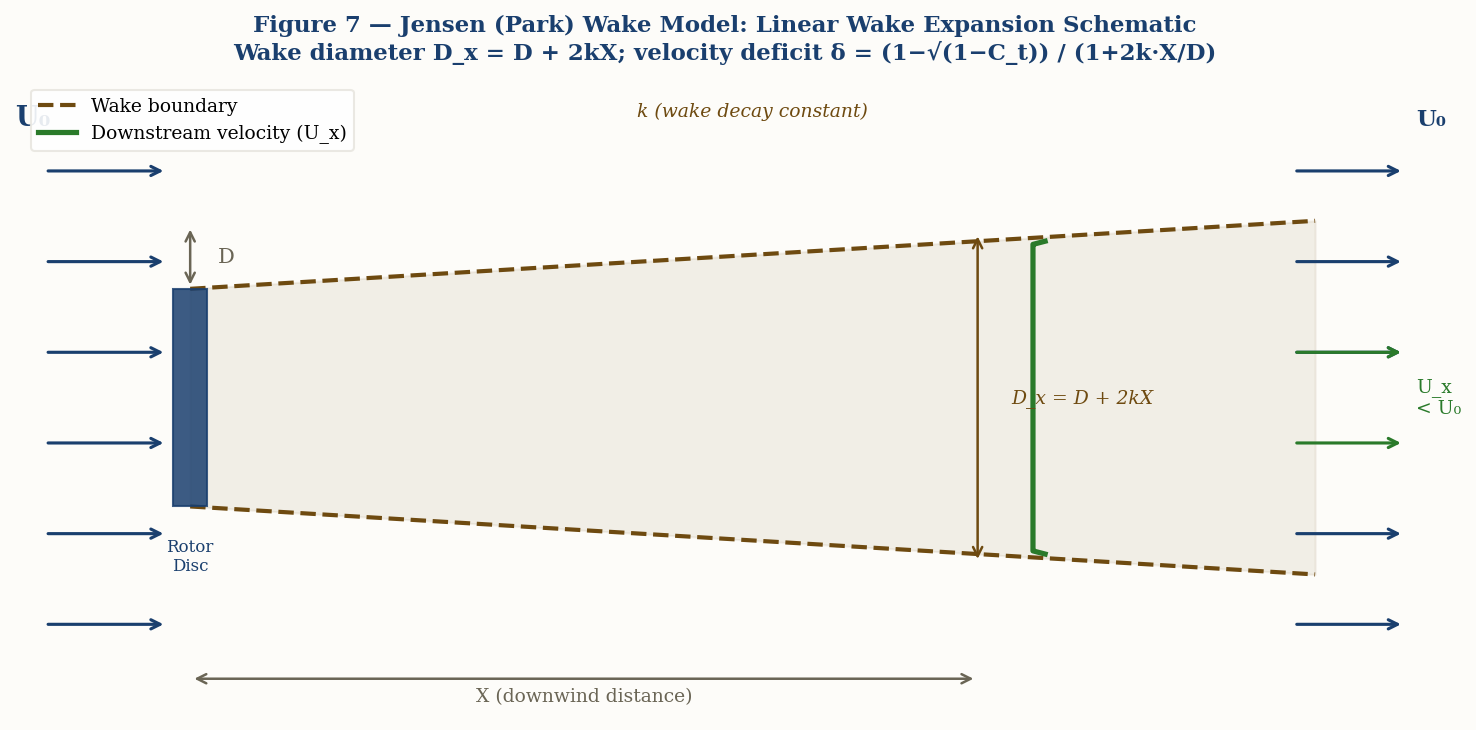 Figure 7 — Jensen (Park) Wake Model: Linear Wake Expansion Schematic
Wake diameter D_x = D + 2kX; velocity deficit δ = (1−√(1−C_t)) / (1+2k·X/D)
U₀
Wake boundary
Downstream velocity (U_x)
k (wake decay constant)
U₀
D
D_x = D + 2kX
U_x
< U₀
Rotor
Disc
X (downwind distance)